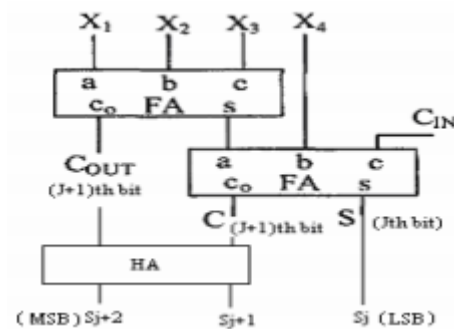 X1 X2 X3 X4
a b c
co FA s
CIN
COUT
(J+1)th bit
a b c
co FA s
C (J+1)th bit S (Jth bit)
HA
(MSB) Sj+2 Sj+1 Sj (LSB)